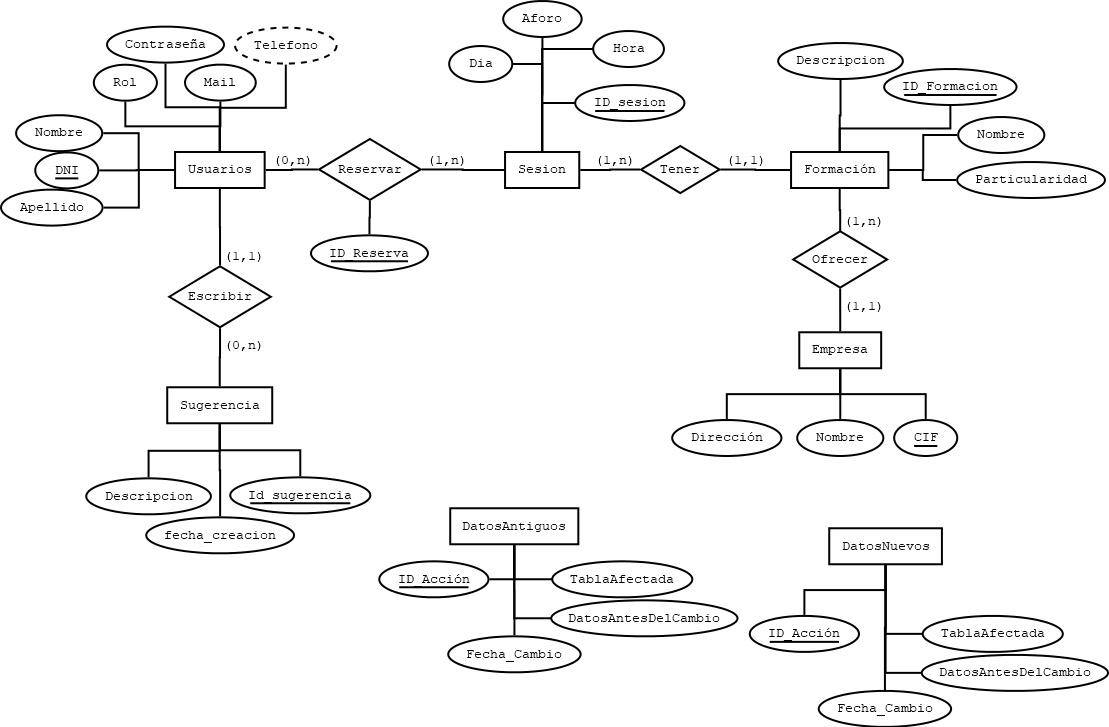 Aforo
Contraseña
Telefono
Hora
Dia
Descripcion
Rol
Mail
ID_Formacion
ID_sesion
Nombre
Nombre
DNI
Usuarios
(0,n)
Reservar
(1,n)
Sesion
(1,n)
Tener
(1,1)
Formación
Particularidad
Apellido
(1,n)
ID_Reserva
(1,1)
Ofrecer
Escribir
(1,1)
(0,n)
Empresa
Sugerencia
Dirección
Nombre
CIF
Descripcion
Id_sugerencia
fecha_creacion
DatosAntiguos
DatosNuevos
ID_Acción
TablaAfectada
DatosAntesDelCambio
Fecha_Cambio
ID_Acción
TablaAfectada
DatosAntesDelCambio
Fecha_Cambio